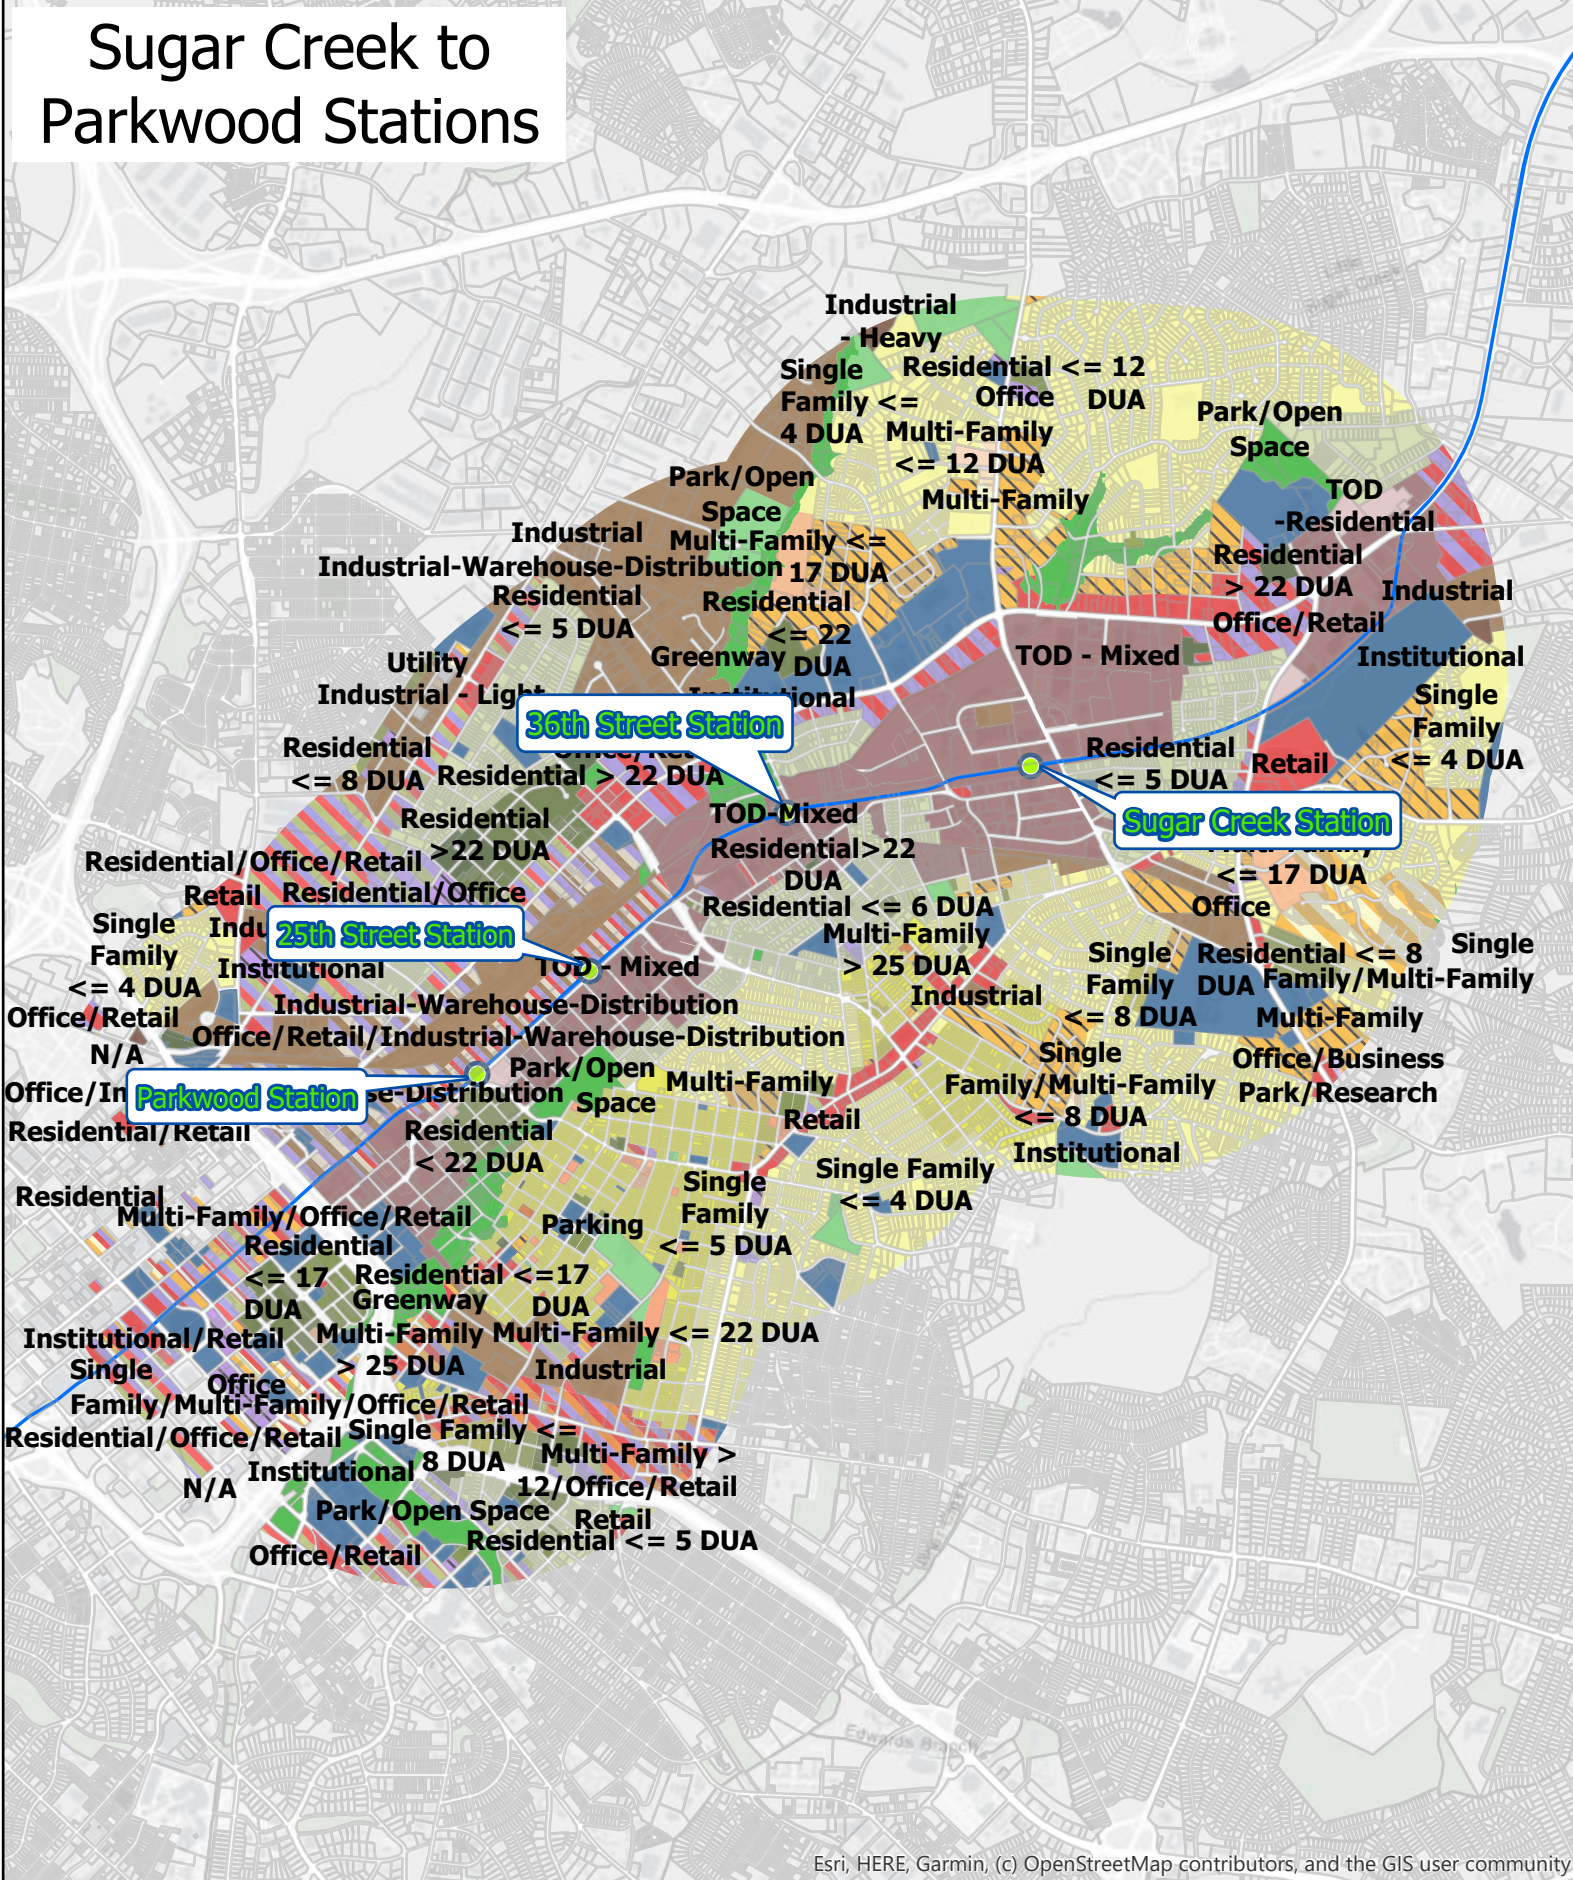 Sugar Creek to
Parkwood Stations
Industrial
- Heavy
Single
Family <=
4 DUA
Residential <= 12
DUA
Office
Multi-Family
<= 12 DUA
Multi-Family
Park/Open
Space
TOD
-Residential
Residential
> 22 DUA
Industrial
Office/Retail
Institutional
Park/Open
Space
Multi-Family <=
17 DUA
Industrial
Industrial-Warehouse-Distribution
Residential
<= 5 DUA
Residential
<= 22
DUA
Greenway
Utility
Industrial - Light
TOD - Mixed
Single
Family
<= 4 DUA
36th Street Station
Residential
<= 8 DUA
Residential > 22 DUA
Residential
<= 5 DUA
Retail
Sugar Creek Station
TOD-Mixed
Residential>22
DUA
Residential
>22 DUA
Residential/Office/Retail
Retail
Residential/Office
<= 17 DUA
Office
Residential <= 6 DUA
Multi-Family
> 25 DUA
Single
Family
<= 4 DUA
25th Street Station
Institutional
TOD - Mixed
Industrial
Single
Family
<= 8 DUA
Residential <= 8
DUA
Single
Family/Multi-Family
Multi-Family
Office/Retail
Industrial-Warehouse-Distribution
Office/Retail/Industrial-Warehouse-Distribution
N/A
Park/Open
Space
Multi-Family
Single
Family/Multi-Family
<= 8 DUA
Office/Business
Park/Research
Parkwood Station
Residential/Retail
Residential
< 22 DUA
Retail
Institutional
Residential
Multi-Family/Office/Retail
Parking
Single
Family
<= 5 DUA
Single Family
<= 4 DUA
Residential
<= 17
DUA
Residential <=17
DUA
Greenway
Institutional/Retail
Multi-Family
> 25 DUA
Multi-Family <= 22 DUA
Industrial
Single
Family/Multi-Family/Office/Retail
Office
Residential/Office/Retail
Single Family <=
8 DUA
Multi-Family >
12/Office/Retail
N/A
Institutional
Park/Open Space
Retail
Residential <= 5 DUA
Office/Retail
Edwards Branch
Esri, HERE, Garmin, (c) OpenStreetMap contributors, and the GIS user community